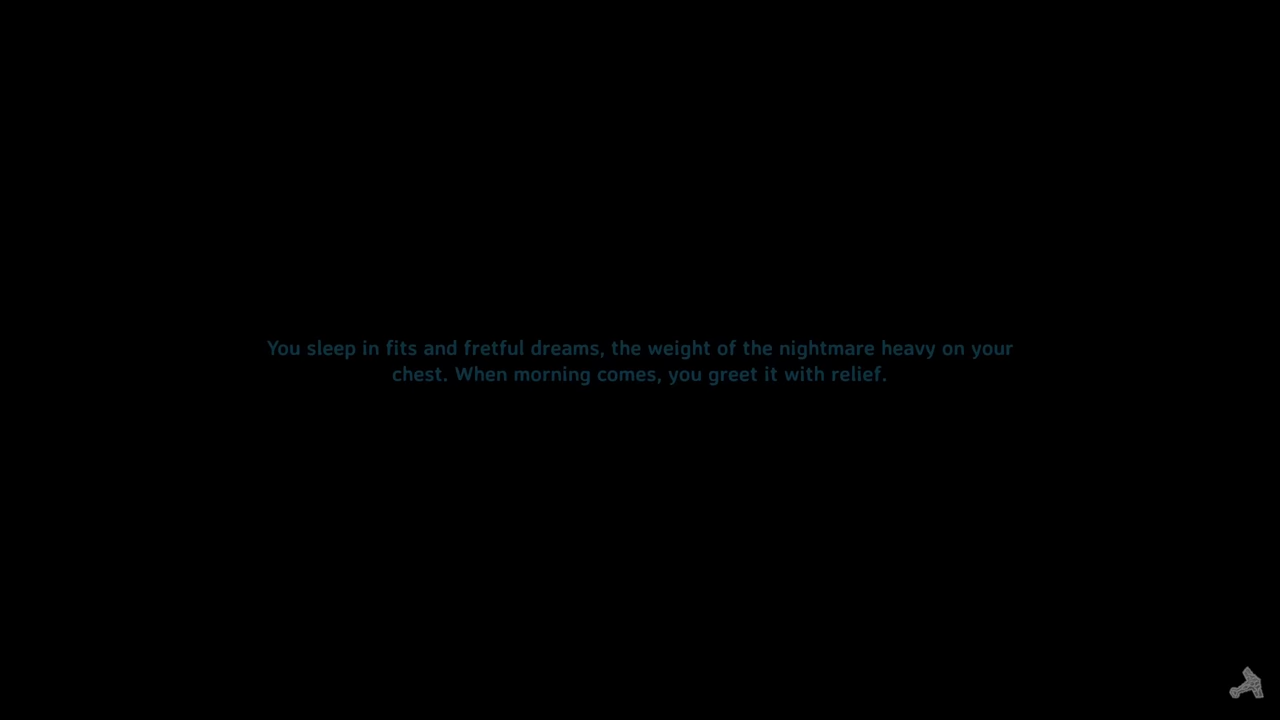 You sleep in fits and fretful dreams, the weight of the nightmare heavy on your
chest. When morning comes, you greet it with relief.